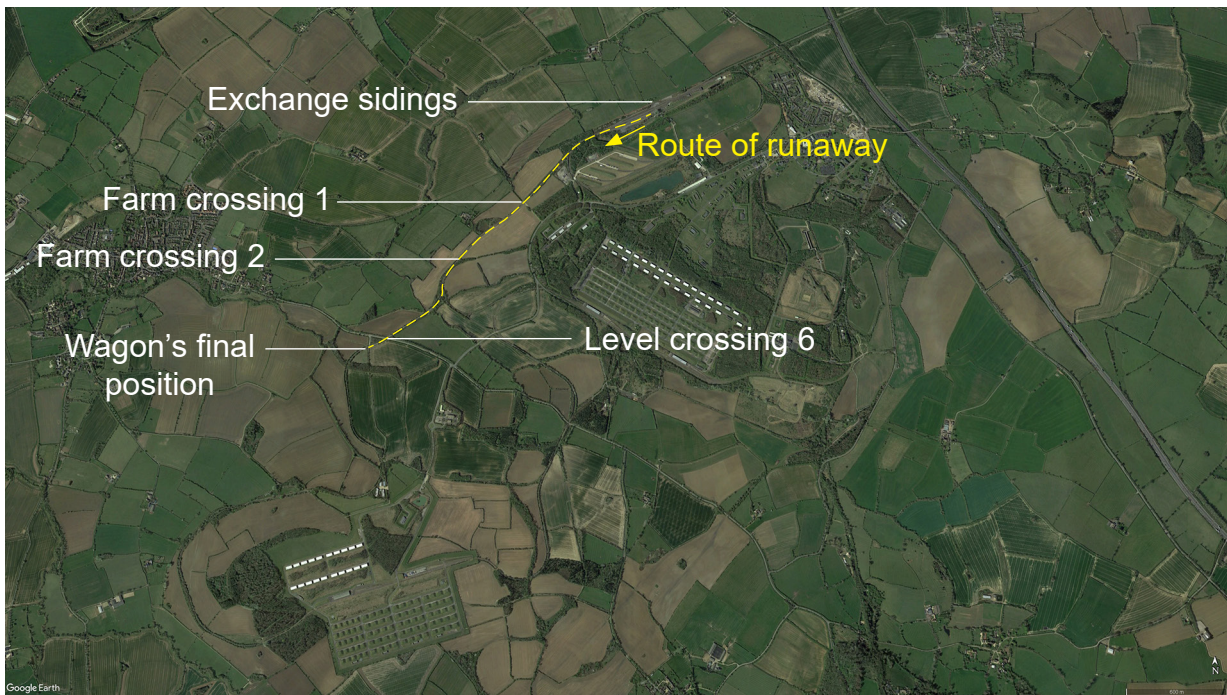 Exchange sidings
Route of runaway
Farm crossing 1
Farm crossing 2
Wagon's final
position
Level crossing 6
Google Earth
N
600 m